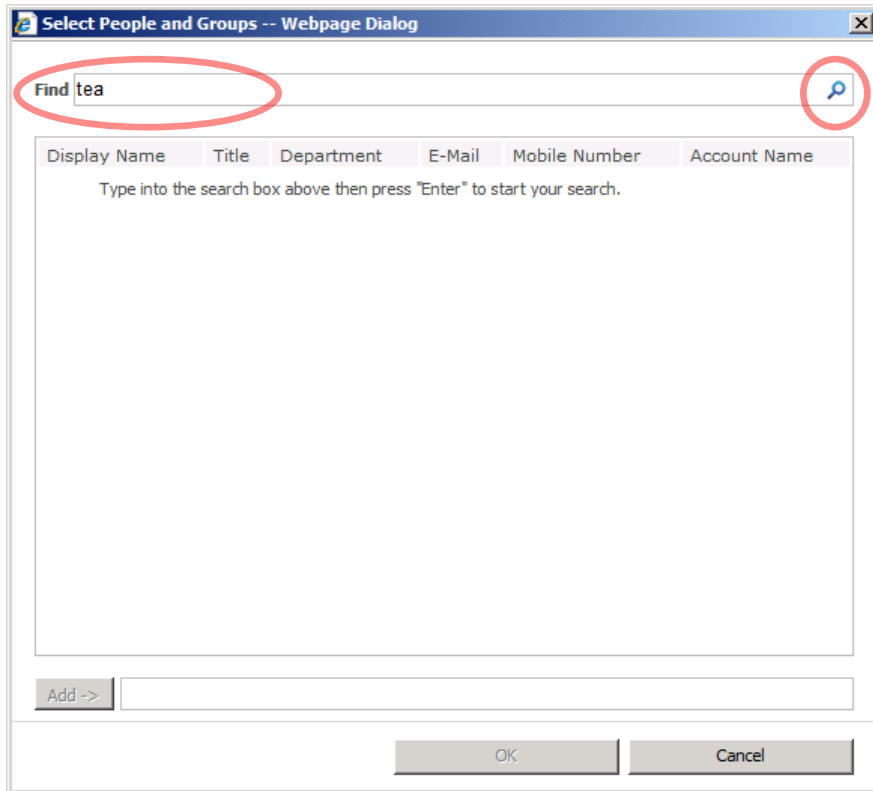 Select People and Groups -- Webpage Dialog
Find tea
Display Name Title Department E-Mail Mobile Number Account Name
Type into the search box above then press "Enter" to start your search.
Add ->
OK Cancel